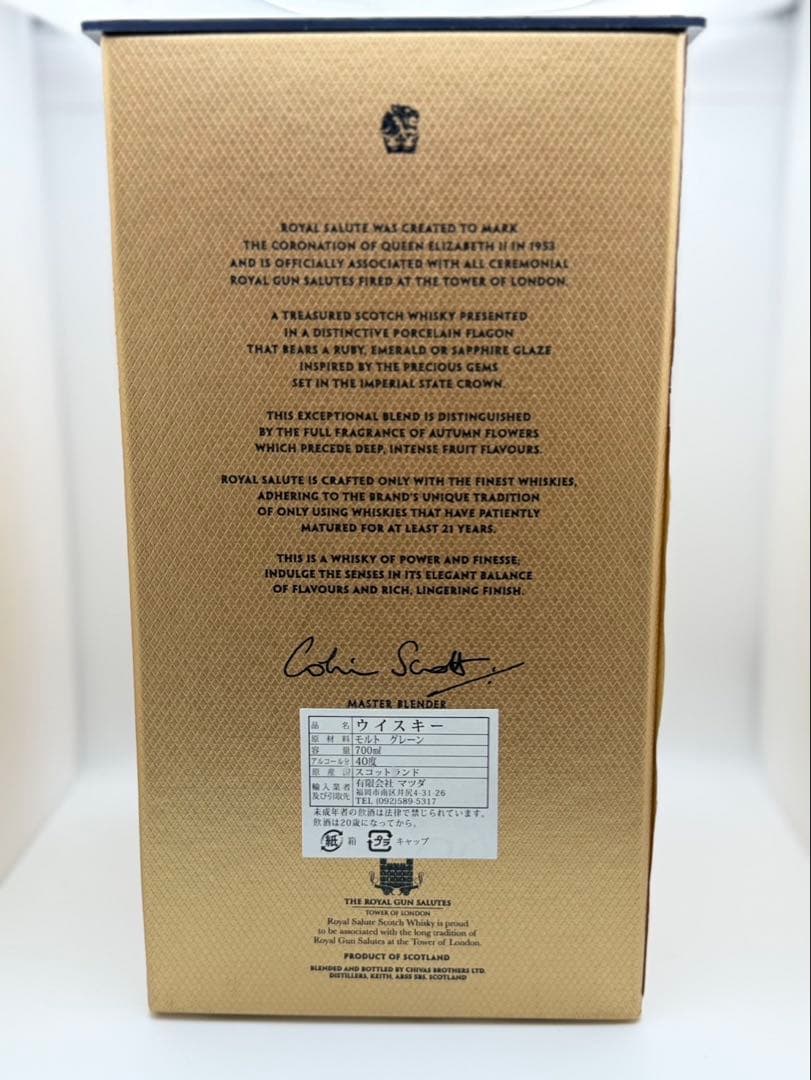 ROYAL SALUTE WAS CREATED TO MARK
THE CORONATION OF QUEEN ELIZABETH II IN 1953
AND IS OFFICIALLY ASSOCIATED WITH ALL CEREMONIAL
ROYAL GUN SALUTES FIRED AT THE TOWER OF LONDON.
A TREASURED SCOTCH WHISKY PRESENTED
IN A DISTINCTIVE PORCELAIN FLAGON
THAT BEARS A RUBY, EMERALD OR SAPPHIRE GLAZE
INSPIRED BY THE PRECIOUS GEMS
SET IN THE IMPERIAL STATE CROWN.
THIS EXCEPTIONAL BLEND IS DISTINGUISHED
BY THE FULL FRAGRANCE OF AUTUMN FLOWERS
WHICH PRECEDE DEEP, INTENSE FRUIT FLAVOURS.
ROYAL SALUTE IS CRAFTED ONLY WITH THE FINEST WHISKIES,
ADHERING TO THE BRAND'S UNIQUE TRADITION
OF ONLY USING WHISKIES THAT HAVE PATIENTLY
MATURED FOR AT LEAST 21 YEARS.
THIS IS A WHISKY OF POWER AND FINESSE;
INDULGE THE SENSES IN ITS ELEGANT BALANCE
OF FLAVOURS AND RICH, LINGERING FINISH.
Colin Scott
MASTER BLENDER
品名 ウイスキー
原材料 モルト グレーン
容量 700㎖
アルコール分 40度
原産国 スコットランド
輸入業者及び引取先 有限会社 マツダ
福岡市南区井尻4-31-26
TEL (092)589-5317
未成年者の飲酒は法律で禁じられています。
飲酒は20歳になってから。
紙 箱 プラ キャップ
THE ROYAL GUN SALUTES
TOWER OF LONDON
Royal Salute Scotch Whisky is proud
to be associated with the long tradition of
Royal Gun Salutes at the Tower of London.
PRODUCT OF SCOTLAND
BLENDED AND BOTTLED BY CHIVAS BROTHERS LTD.
DISTILLERS, KEITH, AB55 5BS, SCOTLAND